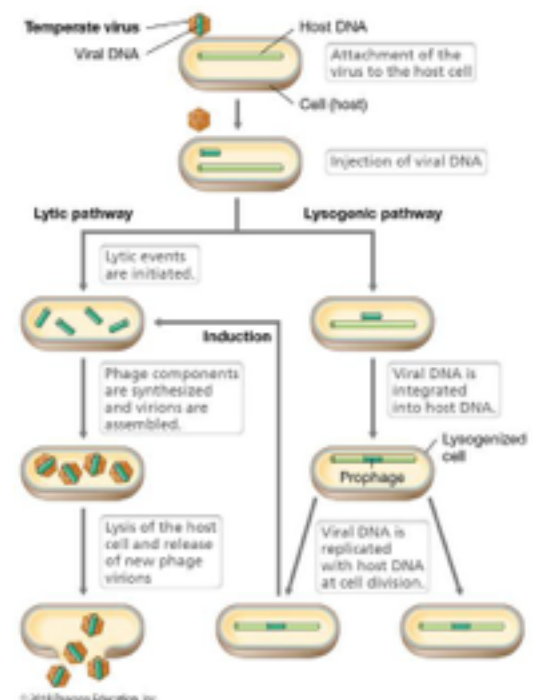 Temperate virus
Viral DNA
Host DNA
Attachment of the
virus to the host cell
Cell (host)
Injection of viral DNA
Lytic pathway
Lysogenic pathway
Lytic events
are initiated.
Induction
Phage components
are synthesized
and virions are
assembled.
Viral DNA is
integrated
into host DNA.
Lysogenized
cell
Prophage
Lysis of the host
cell and release
of new phage
virions
Viral DNA is
replicated
with host DNA
at cell division.
Pearson Education, Inc.